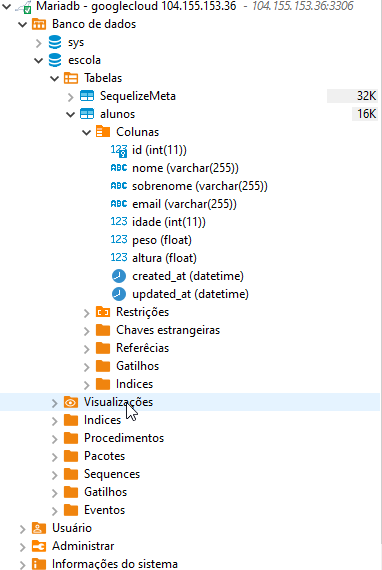 Mariadb - googlecloud 104.155.153.36 - 104.155.153.36:3306
Banco de dados
sys
escola
Tabelas
SequelizeMeta 32K
alunos 16K
Colunas
123 id (int(11))
ABC nome (varchar(255))
ABC sobrenome (varchar(255))
ABC email (varchar(255))
123 idade (int(11))
123 peso (float)
123 altura (float)
created_at (datetime)
updated_at (datetime)
Restrições
Chaves estrangeiras
Referêcias
Gatilhos
Indices
Visualizações
Indices
Procedimentos
Pacotes
Sequences
Gatilhos
Eventos
Usuário
Administrar
Informações do sistema